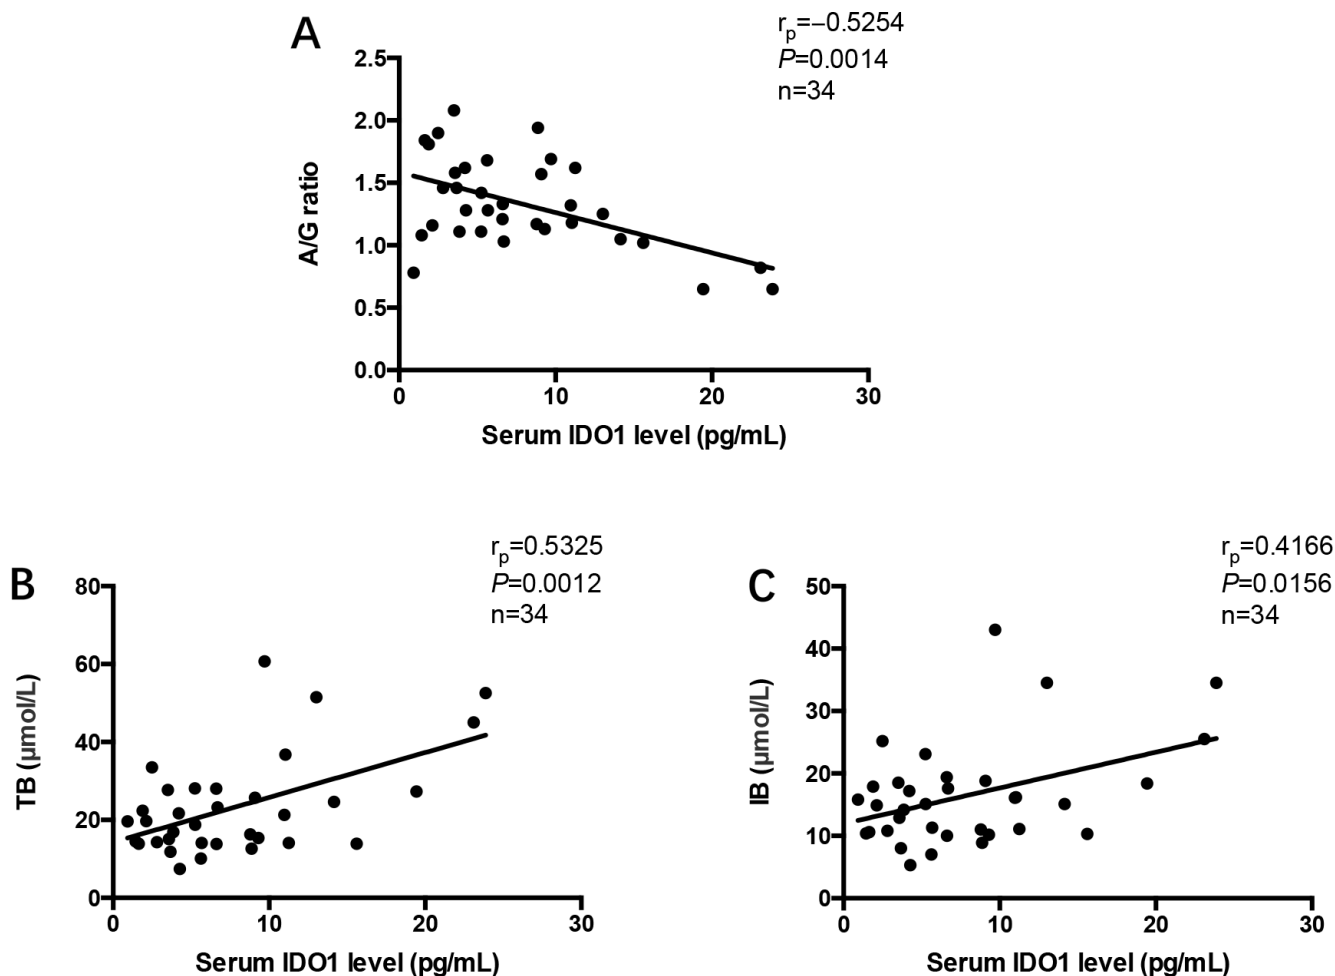 A
rp=−0.5254
P=0.0014
n=34
2.5
2.0
1.5
1.0
0.5
0.0
A/G ratio
0 10 20 30
Serum IDO1 level (pg/mL)
B
rp=0.5325
P=0.0012
n=34
80
60
40
20
0
TB (μmol/L)
0 10 20 30
Serum IDO1 level (pg/mL)
C
rp=0.4166
P=0.0156
n=34
50
40
30
20
10
0
IB (μmol/L)
0 10 20 30
Serum IDO1 level (pg/mL)